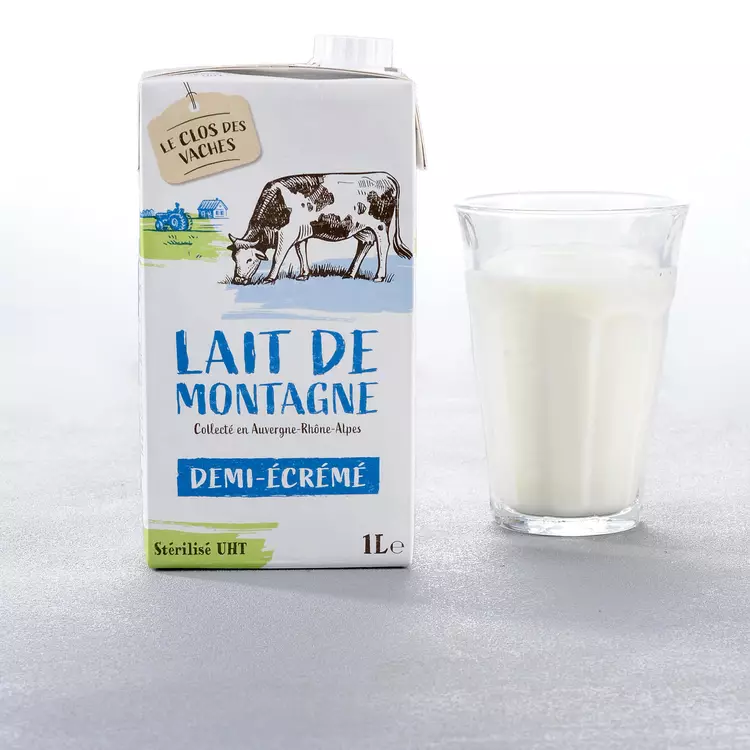 LE CLOS DES
VACHES
LAIT DE
MONTAGNE
Collecté en Auvergne-Rhône-Alpes
DEMI-ÉCRÉMÉ
Stérilisé UHT
1L℮